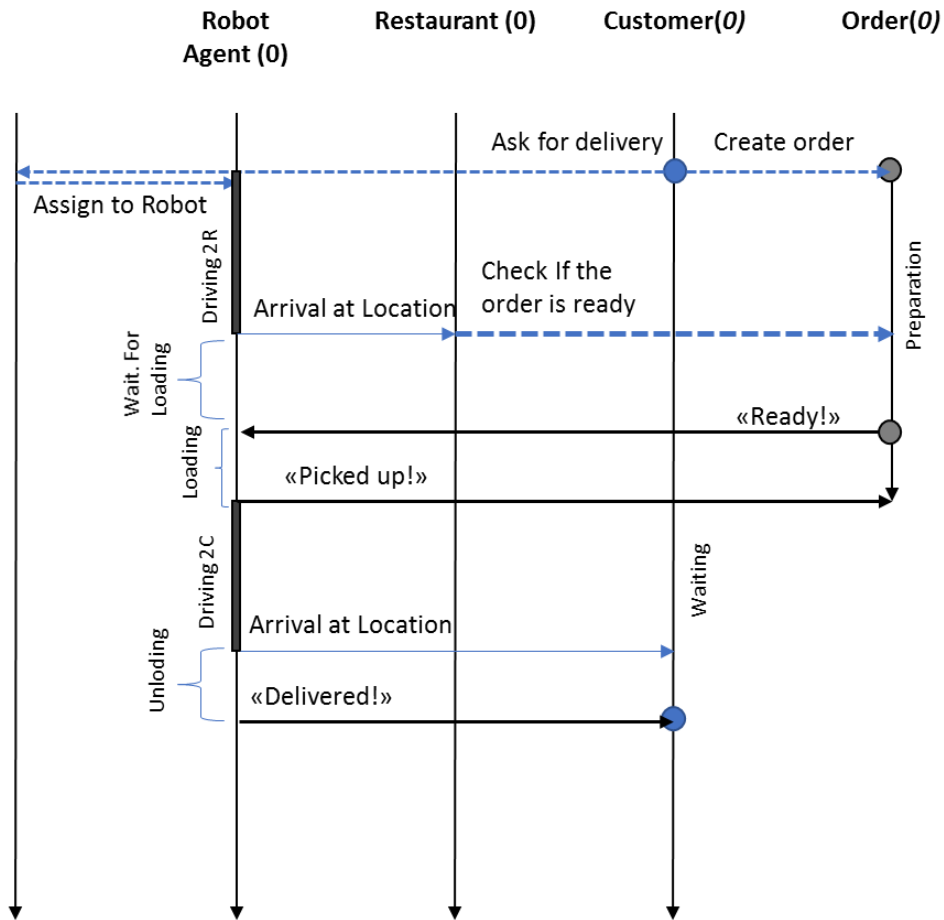 Robot
Agent (0)
Restaurant (0)
Customer(0)
Order(0)
Ask for delivery
Create order
Assign to Robot
Driving 2R
Check If the
order is ready
Preparation
Arrival at Location
Wait. For
Loading
«Ready!»
Loading
«Picked up!»
Driving 2C
Waiting
Arrival at Location
Unloding
«Delivered!»